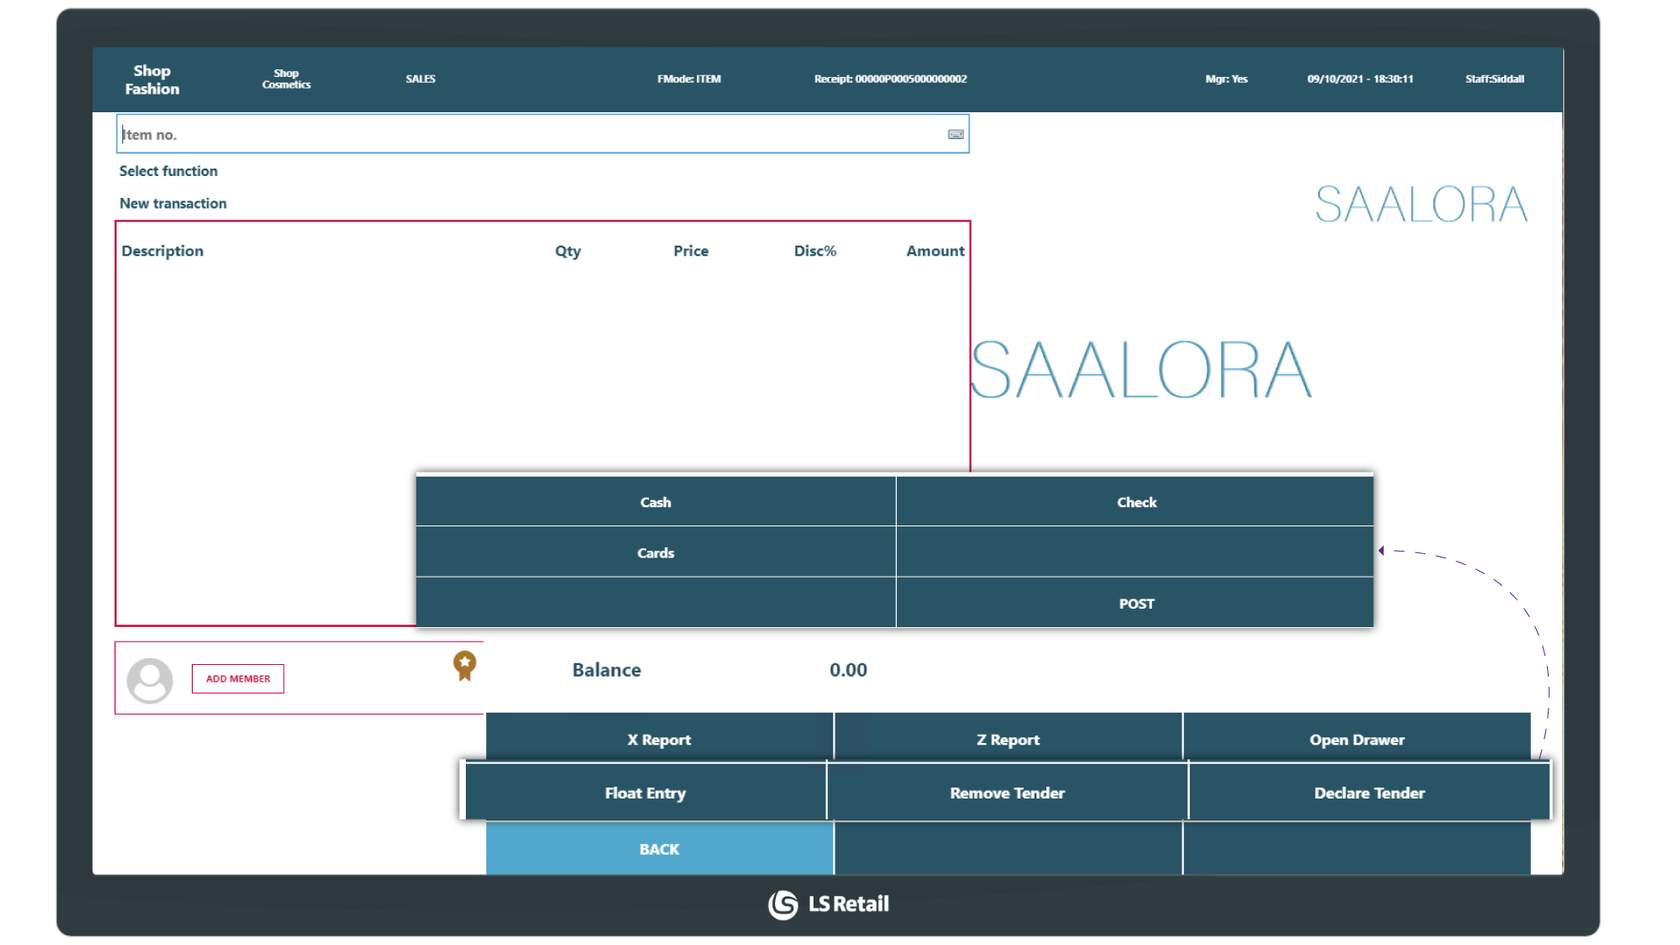 Shop
Fashion
Shop
Cosmetics
SALES
FMode: ITEM
Receipt: 00000P0005000000002
Mgr: Yes
09/10/2021 - 18:30:11
Staff:Siddall
Item no.
Select function
New transaction
SAALORA
Description Qty Price Disc% Amount
SAALORA
Cash Check
Cards
POST
ADD MEMBER
Balance 0.00
X Report Z Report Open Drawer
Float Entry Remove Tender Declare Tender
BACK
LS Retail